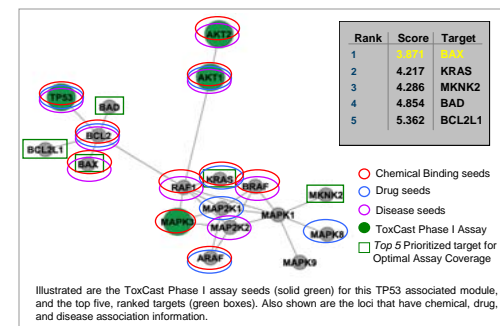 AKT2
AKT1
TP53
BAD
BCL2
BCL2L1
BAX
KRAS
RAF1
BRAF
MKNK2
MAP2K1
MAPK1
MAPK3
MAP2K2
MAPK8
ARAF
MAPK9
Rank Score Target
1 3.871 BAX
2 4.217 KRAS
3 4.286 MKNK2
4 4.854 BAD
5 5.362 BCL2L1
Chemical Binding seeds
Drug seeds
Disease seeds
ToxCast Phase I Assay
Top 5 Prioritized target for
Optimal Assay Coverage
Illustrated are the ToxCast Phase I assay seeds (solid green) for this TP53 associated module,
and the top five, ranked targets (green boxes). Also shown are the loci that have chemical, drug,
and disease association information.